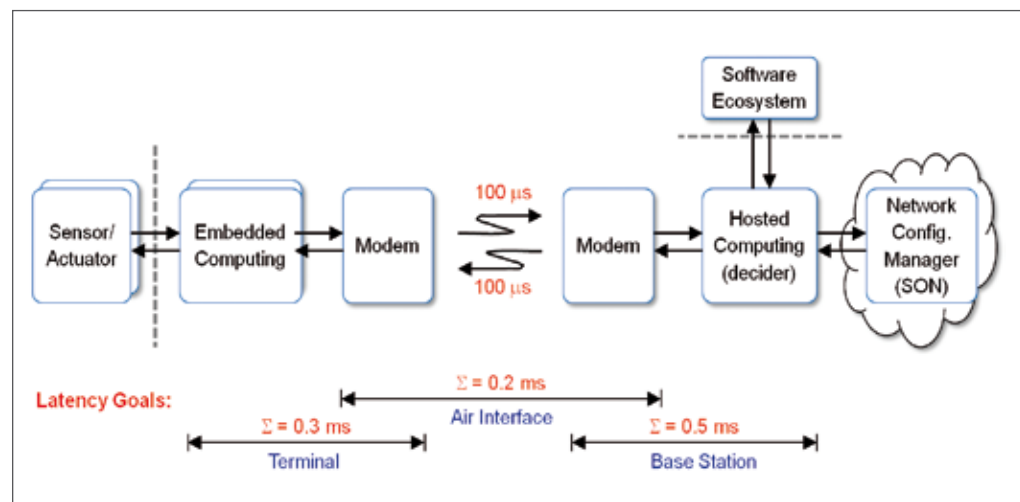 Software
Ecosystem
Sensor/
Actuator
Embedded
Computing
Modem
100 μs
100 μs
Modem
Hosted
Computing
(decider)
Network
Config.
Manager
(SON)
Latency Goals:
Σ = 0.2 ms
Air Interface
Σ = 0.3 ms
Terminal
Σ = 0.5 ms
Base Station